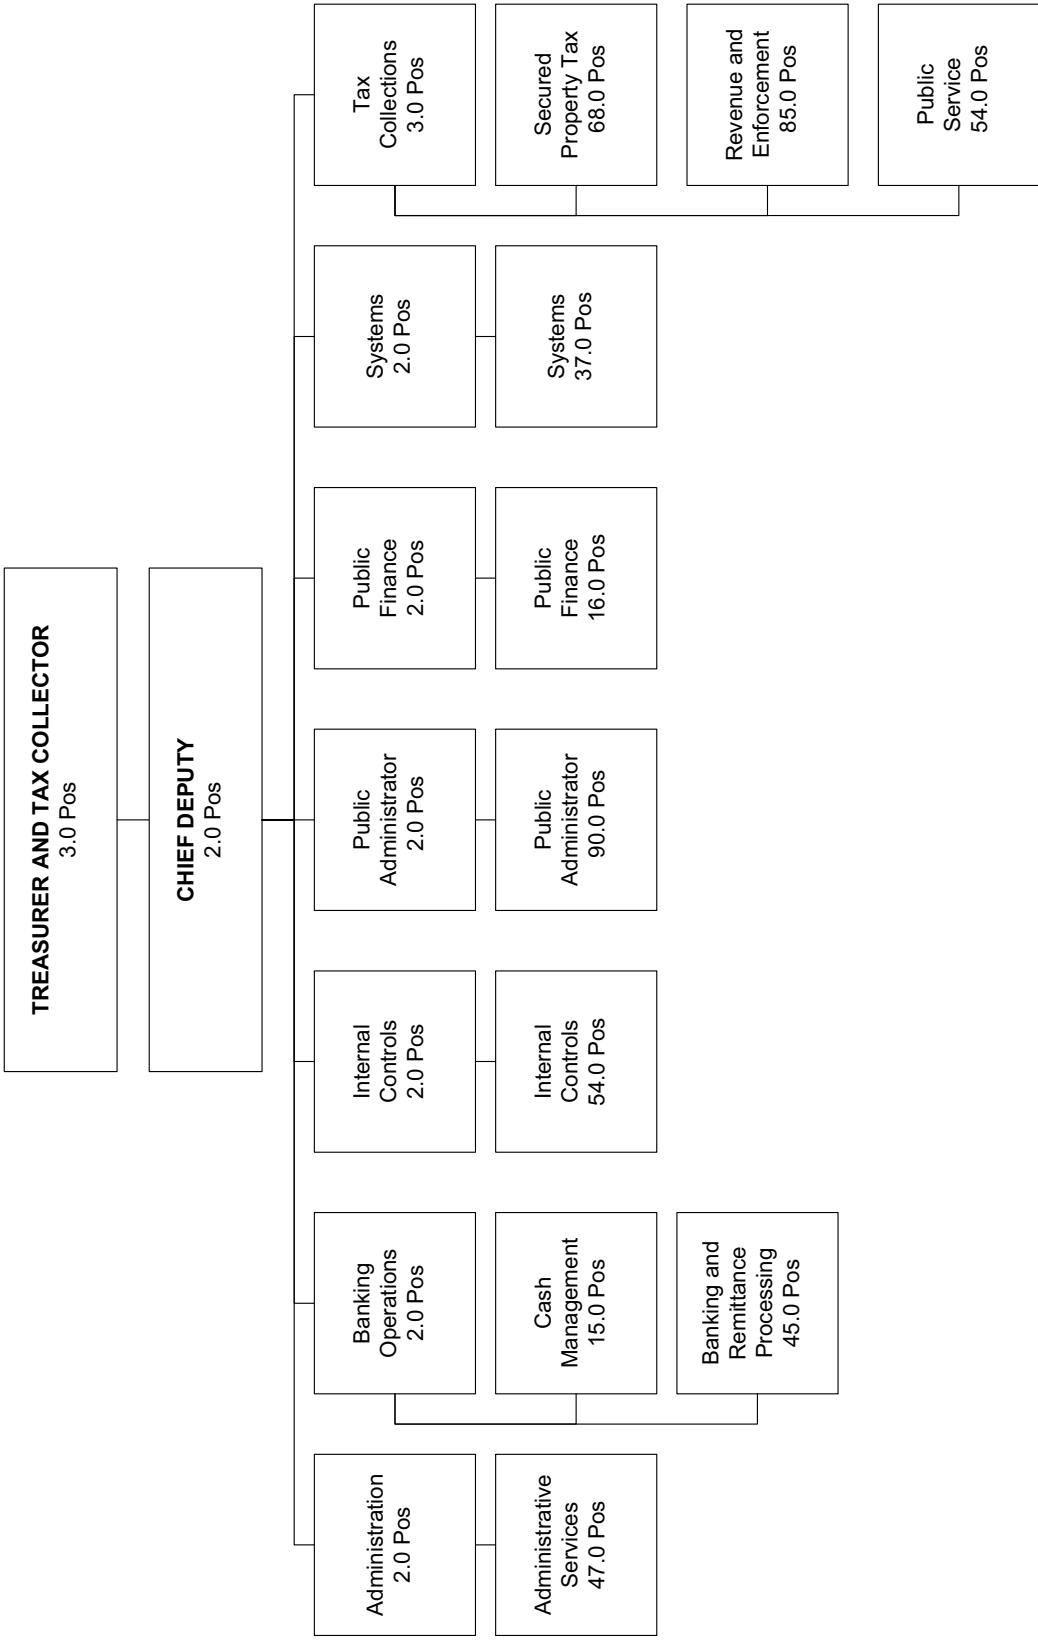 TREASURER AND TAX COLLECTOR
3.0 Pos
CHIEF DEPUTY
2.0 Pos
Administration
2.0 Pos
Administrative
Services
47.0 Pos
Banking
Operations
2.0 Pos
Cash
Management
15.0 Pos
Banking and
Remittance
Processing
45.0 Pos
Internal
Controls
2.0 Pos
Internal
Controls
54.0 Pos
Public
Administrator
2.0 Pos
Public
Administrator
90.0 Pos
Public
Finance
2.0 Pos
Public
Finance
16.0 Pos
Systems
2.0 Pos
Systems
37.0 Pos
Tax
Collections
3.0 Pos
Secured
Property Tax
68.0 Pos
Revenue and
Enforcement
85.0 Pos
Public
Service
54.0 Pos